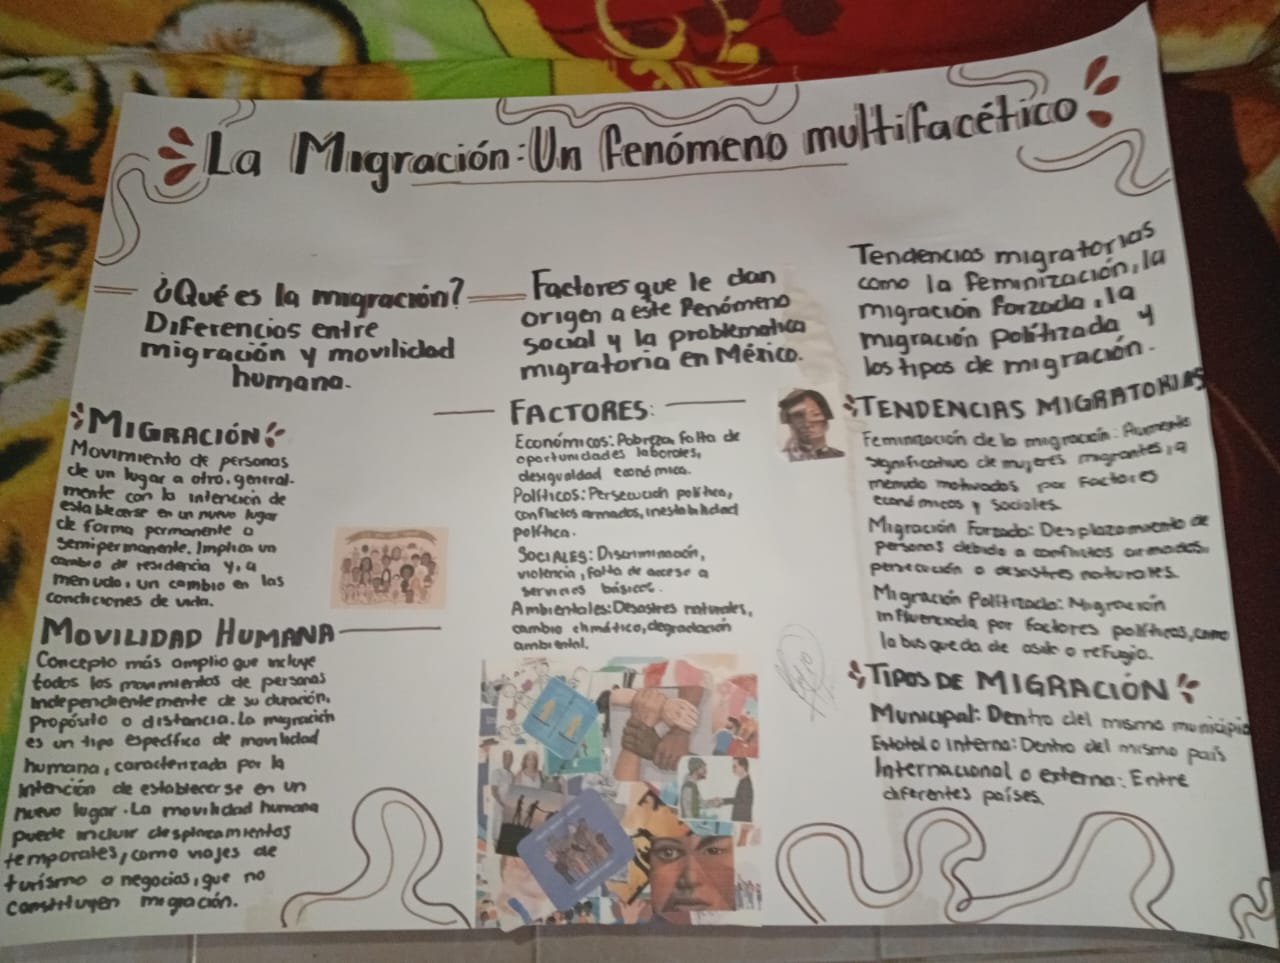 La Migración: Un fenómeno multifacético
¿Qué es la migración?
Diferencias entre
migración y movilidad
humana.
MIGRACIÓN
Movimiento de personas
de un lugar a otro, general-
mente con la intención de
establecerse en un nuevo lugar
de forma permanente o
semipermanente. Implica un
cambio de residencia y, a
menudo, un cambio en las
condiciones de vida.
MOVILIDAD HUMANA
Concepto más amplio que incluye
todos los movimientos de personas
independientemente de su duración,
propósito o distancia. La migración
es un tipo específico de movilidad
humana, caracterizada por la
intención de establecerse en un
nuevo lugar. La movilidad humana
puede incluir desplazamientos
temporales, como viajes de
turismo o negocios, que no
constituyen migración.
Factores que le dan
origen a este Fenómeno
social y la problematica
migratoria en México.
FACTORES:
Económicos: Pobreza, falta de
oportunidades laborales,
desigualdad económica.
Políticos: Persecución política,
conflictos armados, inestabilidad
política.
SOCIALES: Discriminación,
violencia, falta de acceso a
servicios básicos.
Ambientales: Desastres naturales,
cambio climático, degradación
ambiental.
Tendencias migratorias
como la feminización, la
migración forzada, la
migración polítizada y
los tipos de migración.
TENDENCIAS MIGRATORIAS
Feminización de la migración: Aumento
significativo de mujeres migrantes, a
menudo motivados por factores
económicos y sociales.
Migración Forzada: Desplazamiento de
personas debido a conflictos armados,
persecución o desastres naturales.
Migración Politizada: Migración
influenciada por factores políticos, como
la busqueda de asilo o refugio.
TIPOS DE MIGRACIÓN
Municipal: Dentro del mismo municipio
Estatal o interna: Dentro del mismo país
Internacional o externa: Entre
diferentes países.